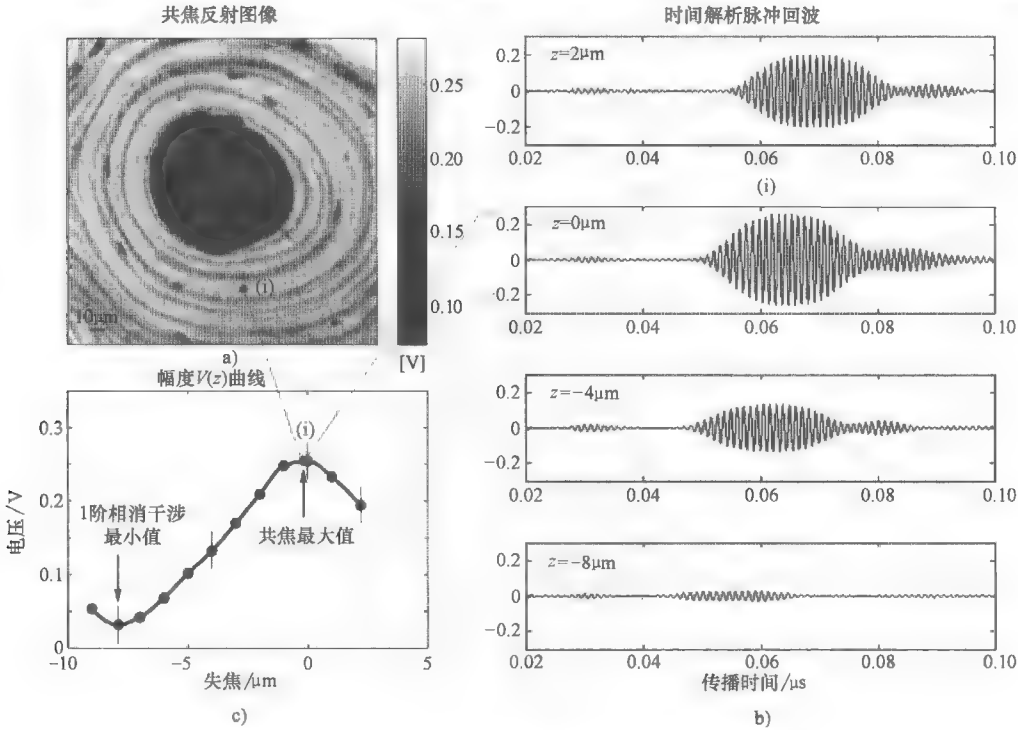 共焦反射图像
0.25
0.20
0.15
0.10
[V]
(i)
10μm
a)
幅度V(z)曲线
0.3
0.2
0.1
0
电压/V
1阶相消干涉
最小值
(i)
共焦最大值
-10
-5
0
5
失焦/μm
c)
时间解析脉冲回波
z=2μm
0.2
0
-0.2
0.02
0.04
0.06
0.08
0.10
(i)
z=0μm
0.2
0
-0.2
0.02
0.04
0.06
0.08
0.10
z=-4μm
0.2
0
-0.2
0.02
0.04
0.06
0.08
0.10
z=-8μm
0.2
0
-0.2
0.02
0.04
0.06
0.08
0.10
传播时间/μs
b)